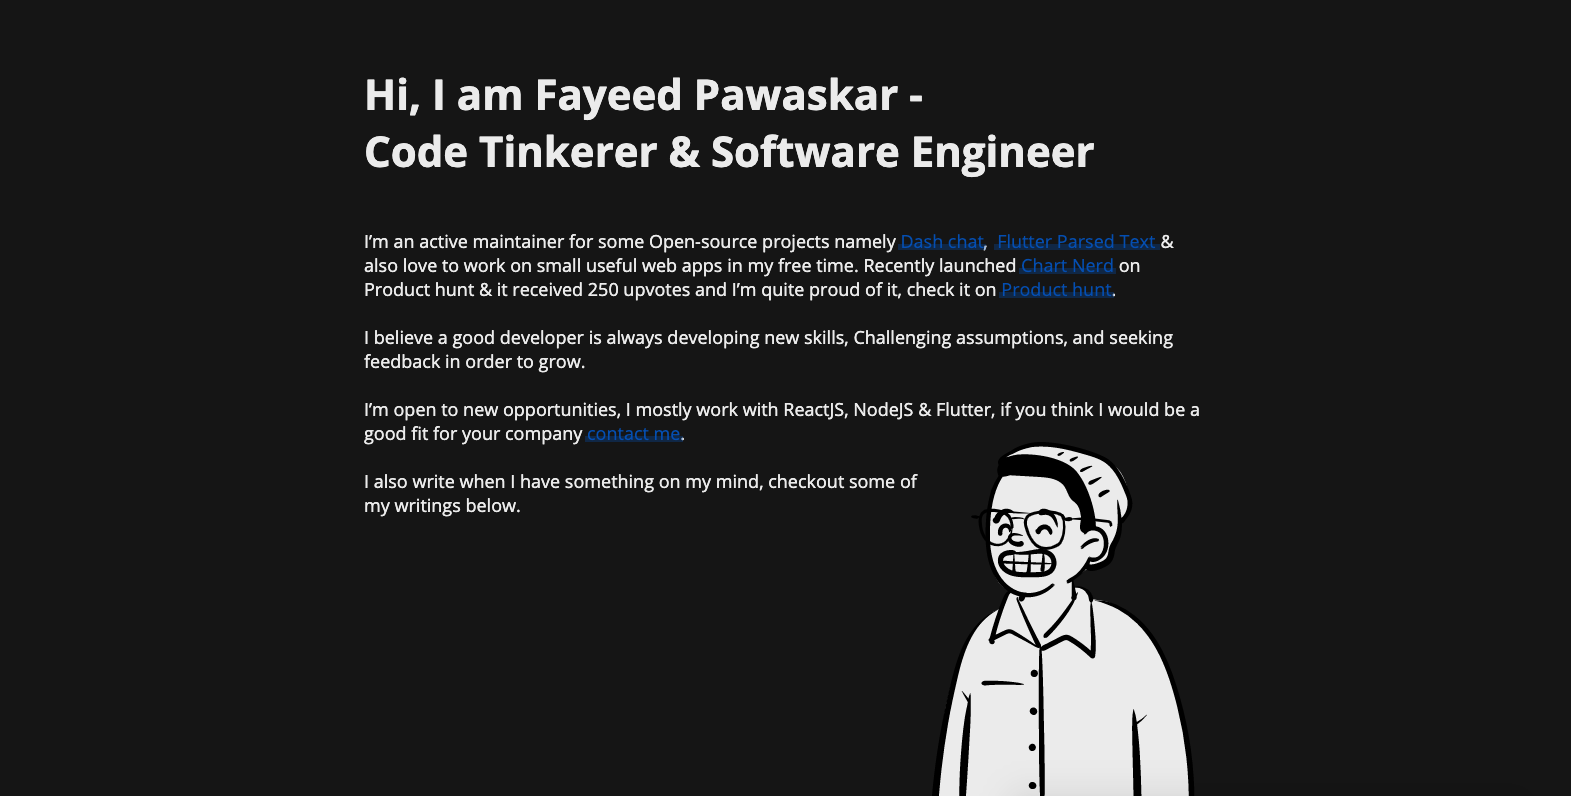 Hi, I am Fayeed Pawaskar -
Code Tinkerer & Software Engineer
I’m an active maintainer for some Open-source projects namely Dash chat, Flutter Parsed Text &
also love to work on small useful web apps in my free time. Recently launched Chart Nerd on
Product hunt & it received 250 upvotes and I’m quite proud of it, check it on Product hunt.
I believe a good developer is always developing new skills, Challenging assumptions, and seeking
feedback in order to grow.
I’m open to new opportunities, I mostly work with ReactJS, NodeJS & Flutter, if you think I would be a
good fit for your company contact me.
I also write when I have something on my mind, checkout some of
my writings below.